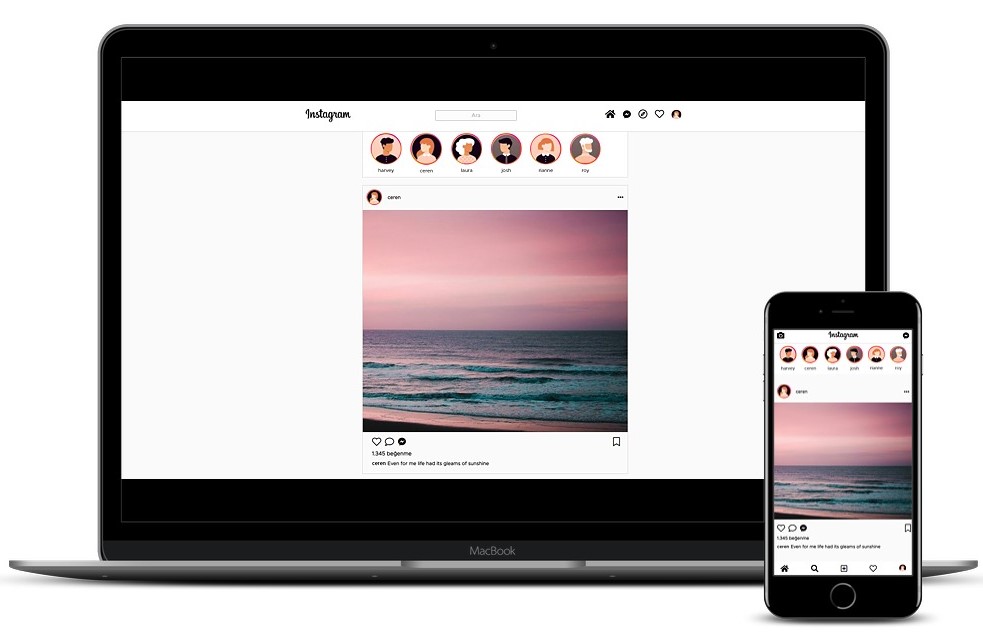 Instagram
Ara
harvey ceren laura josh rianne roy
ceren
1.345 beğenme
ceren Even for me life had its gleams of sunshine
MacBook
Instagram
harvey ceren laura josh rianne roy
ceren
1.345 beğenme
ceren Even for me life had its gleams of sunshine